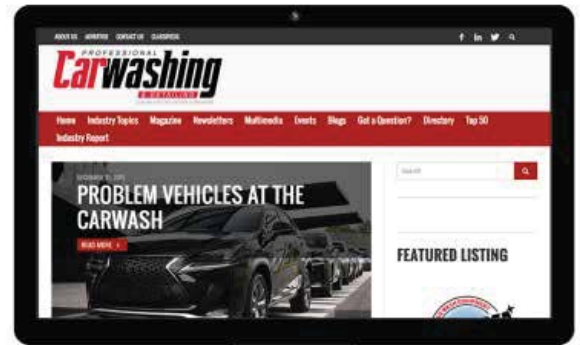 ABOUT US ADVERTISE CONTACT US CLASSIFIEDS
PROFESSIONAL
Carwashing
& DETAILING
Home Industry Topics Magazine Newsletters Multimedia Events Blogs Got a Question? Directory Top 50
Industry Report
PROBLEM VEHICLES AT THE
CARWASH
READ MORE
Search
FEATURED LISTING